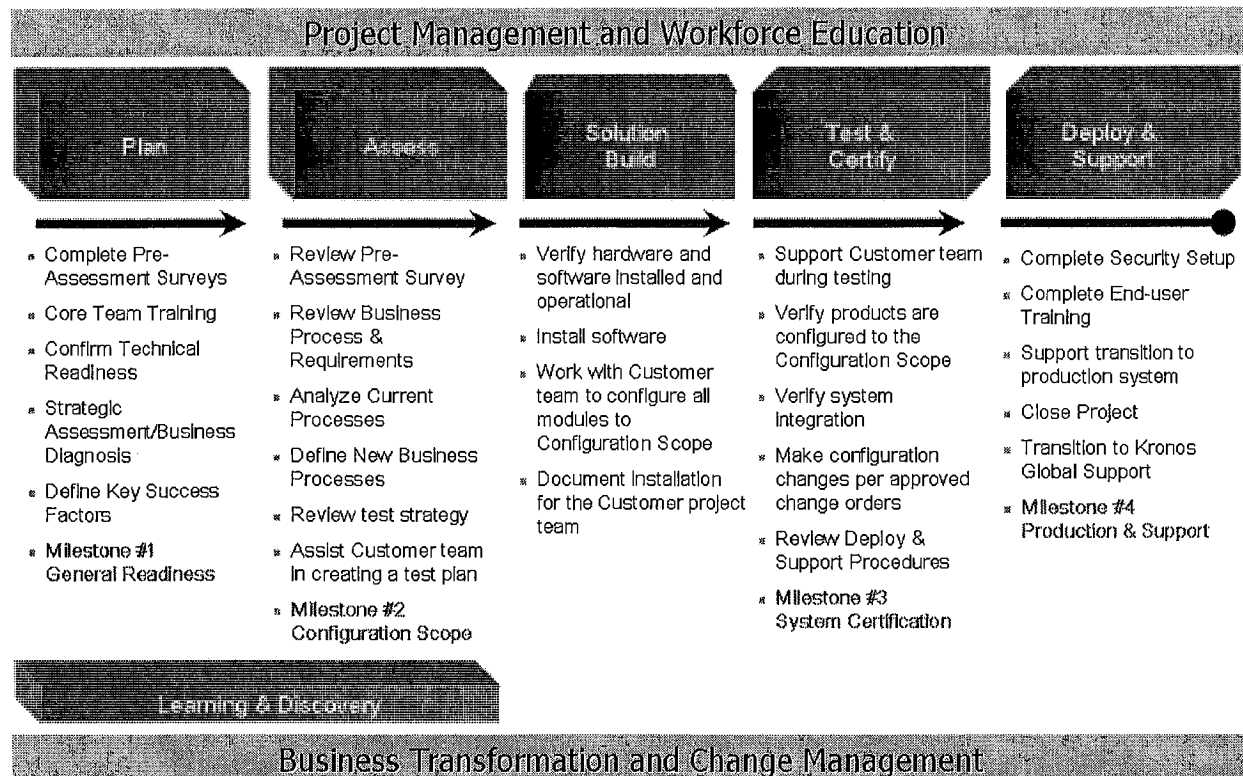 Project Management and Workforce Education
Plan
Assess
Solution
Build
Test &
Certify
Deploy &
Support
Complete Pre-
Assessment Surveys
Core Team Training
Confirm Technical
Readiness
Strategic
Assessment/Business
Diagnosis
Define Key Success
Factors
Milestone #1
General Readiness
Review Pre-
Assessment Survey
Review Business
Process &
Requirements
Analyze Current
Processes
Define New Business
Processes
Review test strategy
Assist Customer team
in creating a test plan
Milestone #2
Configuration Scope
Verify hardware and
software installed and
operational
Install software
Work with Customer
team to configure all
modules to
Configuration Scope
Document Installation
for the Customer project
team
Support Customer team
during testing
Verify products are
configured to the
Configuration Scope
Verify system
integration
Make configuration
changes per approved
change orders
Review Deploy &
Support Procedures
Milestone #3
System Certification
Complete Security Setup
Complete End-user
Training
Support transition to
production system
Close Project
Transition to Kronos
Global Support
Milestone #4
Production & Support
Learning & Discovery
Business Transformation and Change Management